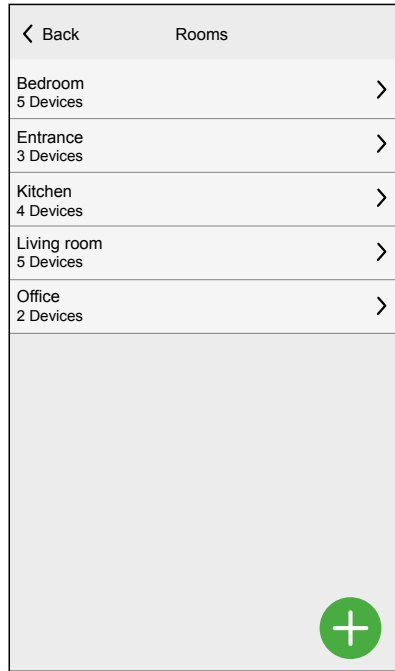 Back Rooms
Bedroom
5 Devices
Entrance
3 Devices
Kitchen
4 Devices
Living room
5 Devices
Office
2 Devices